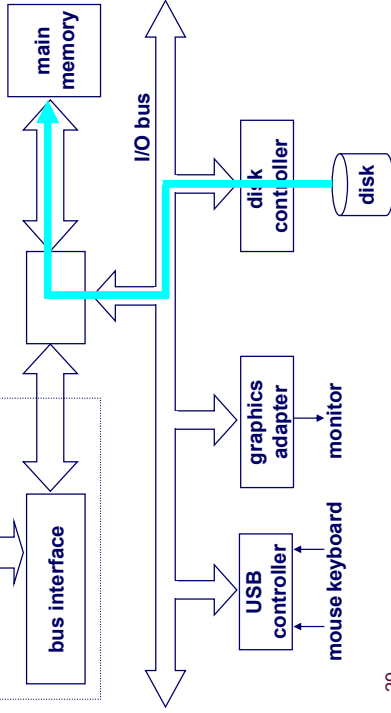 main
memory
bus interface
I/O bus
USB
controller
graphics
adapter
disk
controller
mouse keyboard
monitor
disk